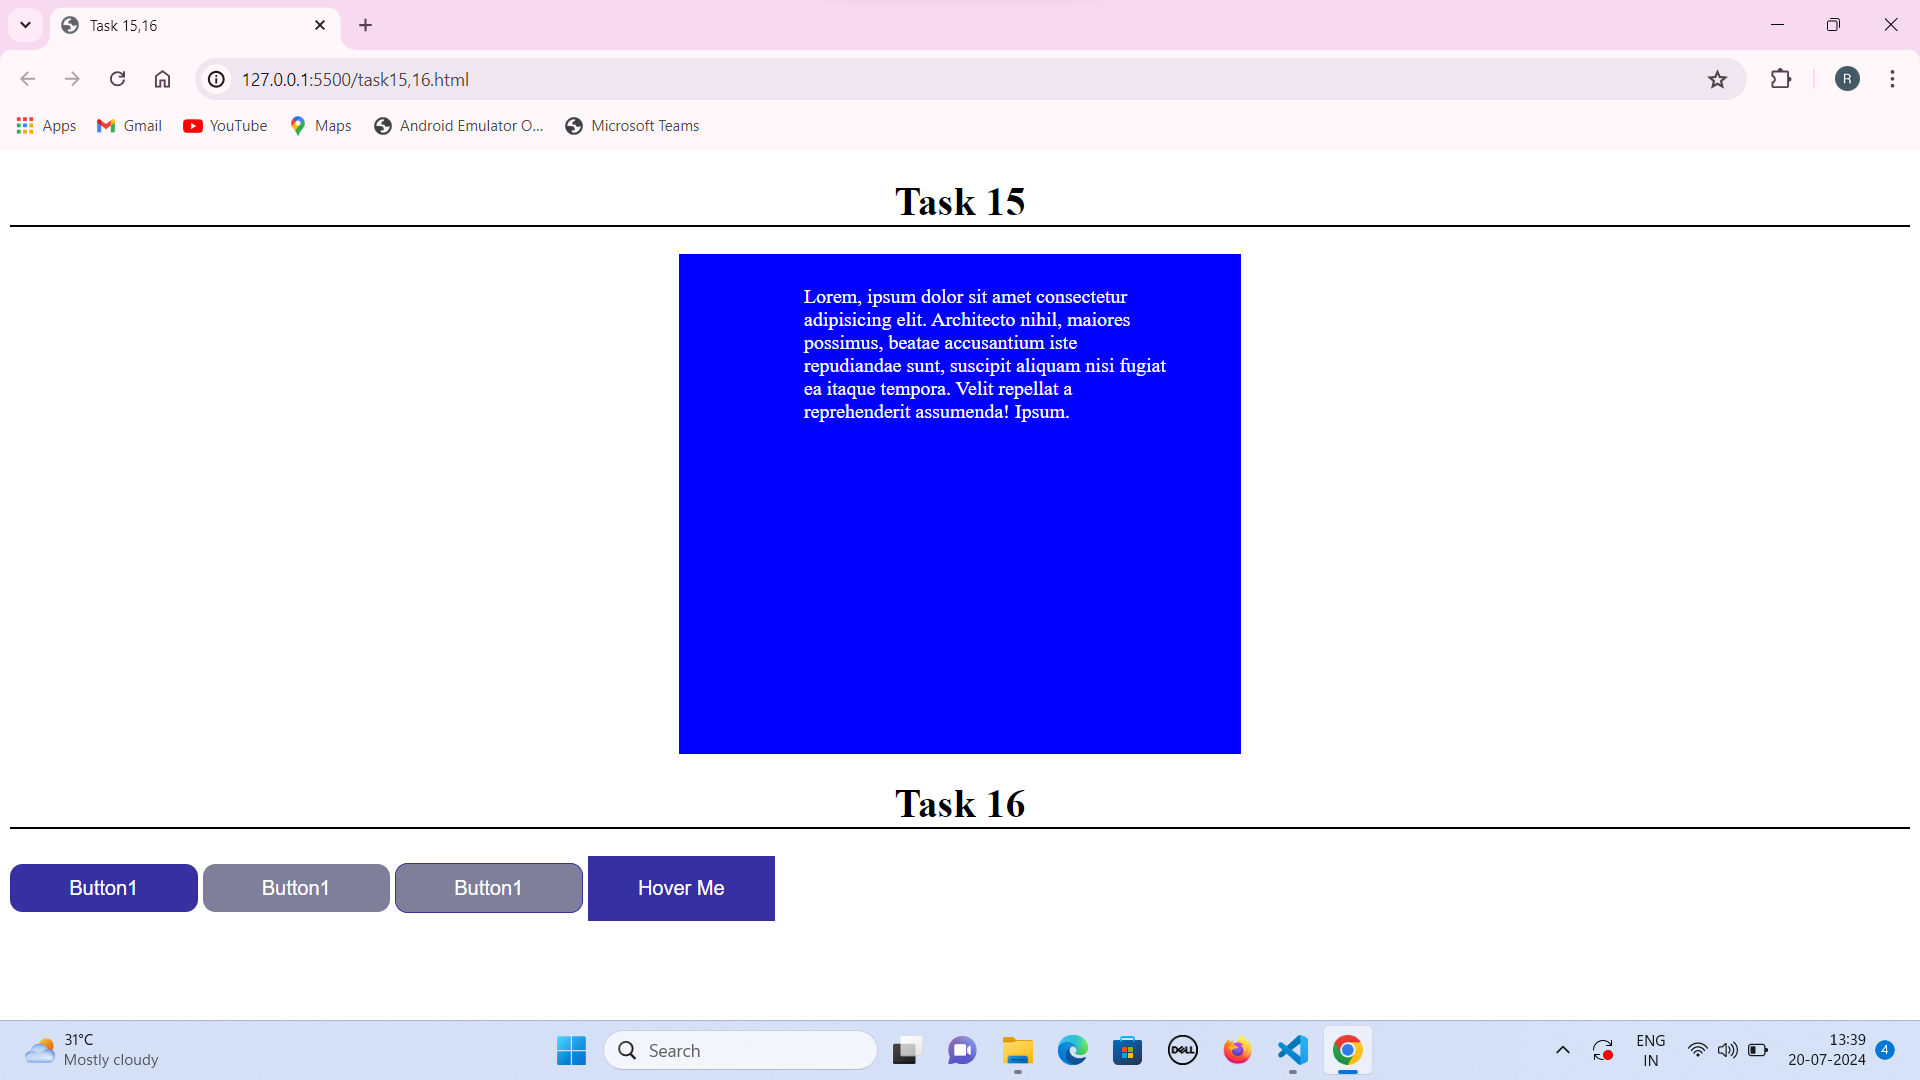 Task 15,16
127.0.0.1:5500/task15,16.html
R
Apps Gmail YouTube Maps Android Emulator O... Microsoft Teams
Task 15
Lorem, ipsum dolor sit amet consectetur
adipisicing elit. Architecto nihil, maiores
possimus, beatae accusantium iste
repudiandae sunt, suscipit aliquam nisi fugiat
ea itaque tempora. Velit repellat a
reprehenderit assumenda! Ipsum.
Task 16
Button1 Button1 Button1 Hover Me
31°C
Mostly cloudy
Search
DELL
ENG
IN
13:39
20-07-2024
4